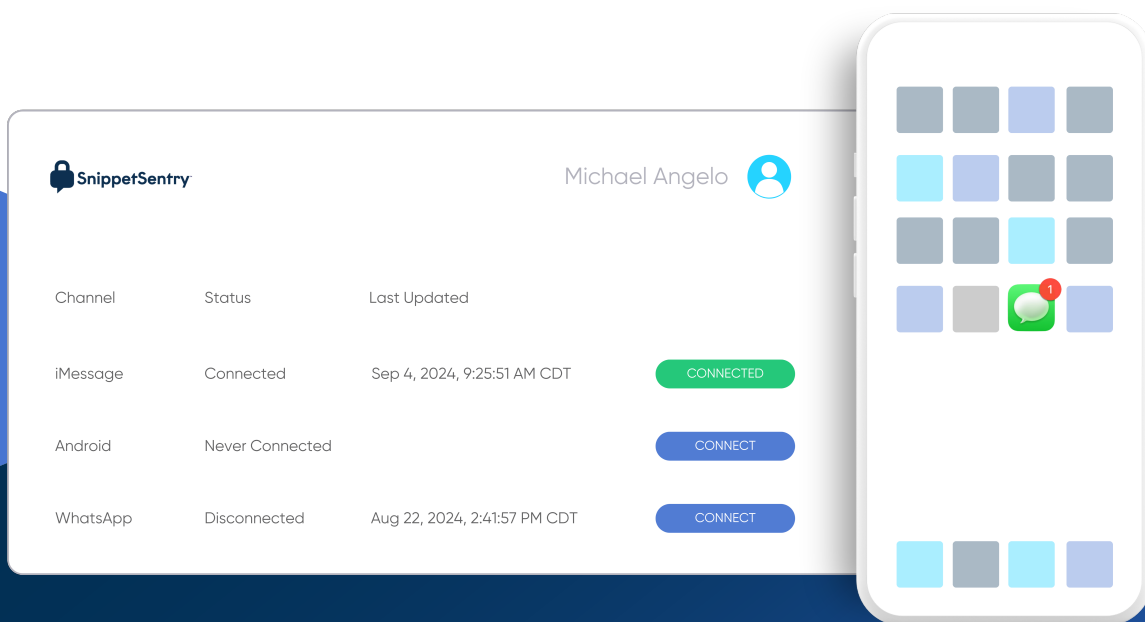 SnippetSentry
Michael Angelo
Channel Status Last Updated
iMessage Connected Sep 4, 2024, 9:25:51 AM CDT CONNECTED
Android Never Connected CONNECT
WhatsApp Disconnected Aug 22, 2024, 2:41:57 PM CDT CONNECT
1